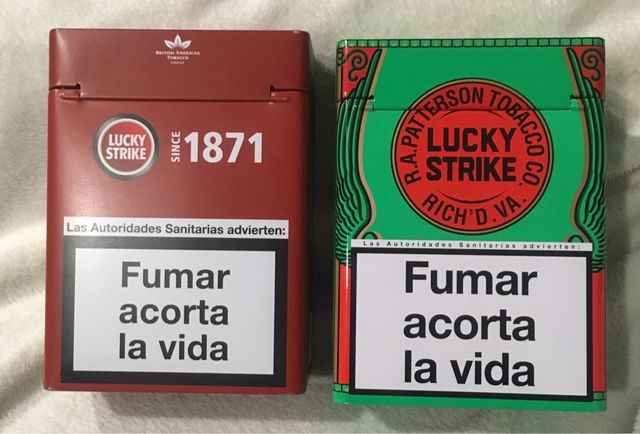 BRITISH AMERICAN
TOBACCO
GROUP
LUCKY
STRIKE
SINCE
1871
Las Autoridades Sanitarias advierten:
Fumar
acorta
la vida
R.A.PATTERSON TOBACCO CO.
LUCKY
STRIKE
RICH'D.VA.
Las Autoridades Sanitarias advierten:
Fumar
acorta
la vida